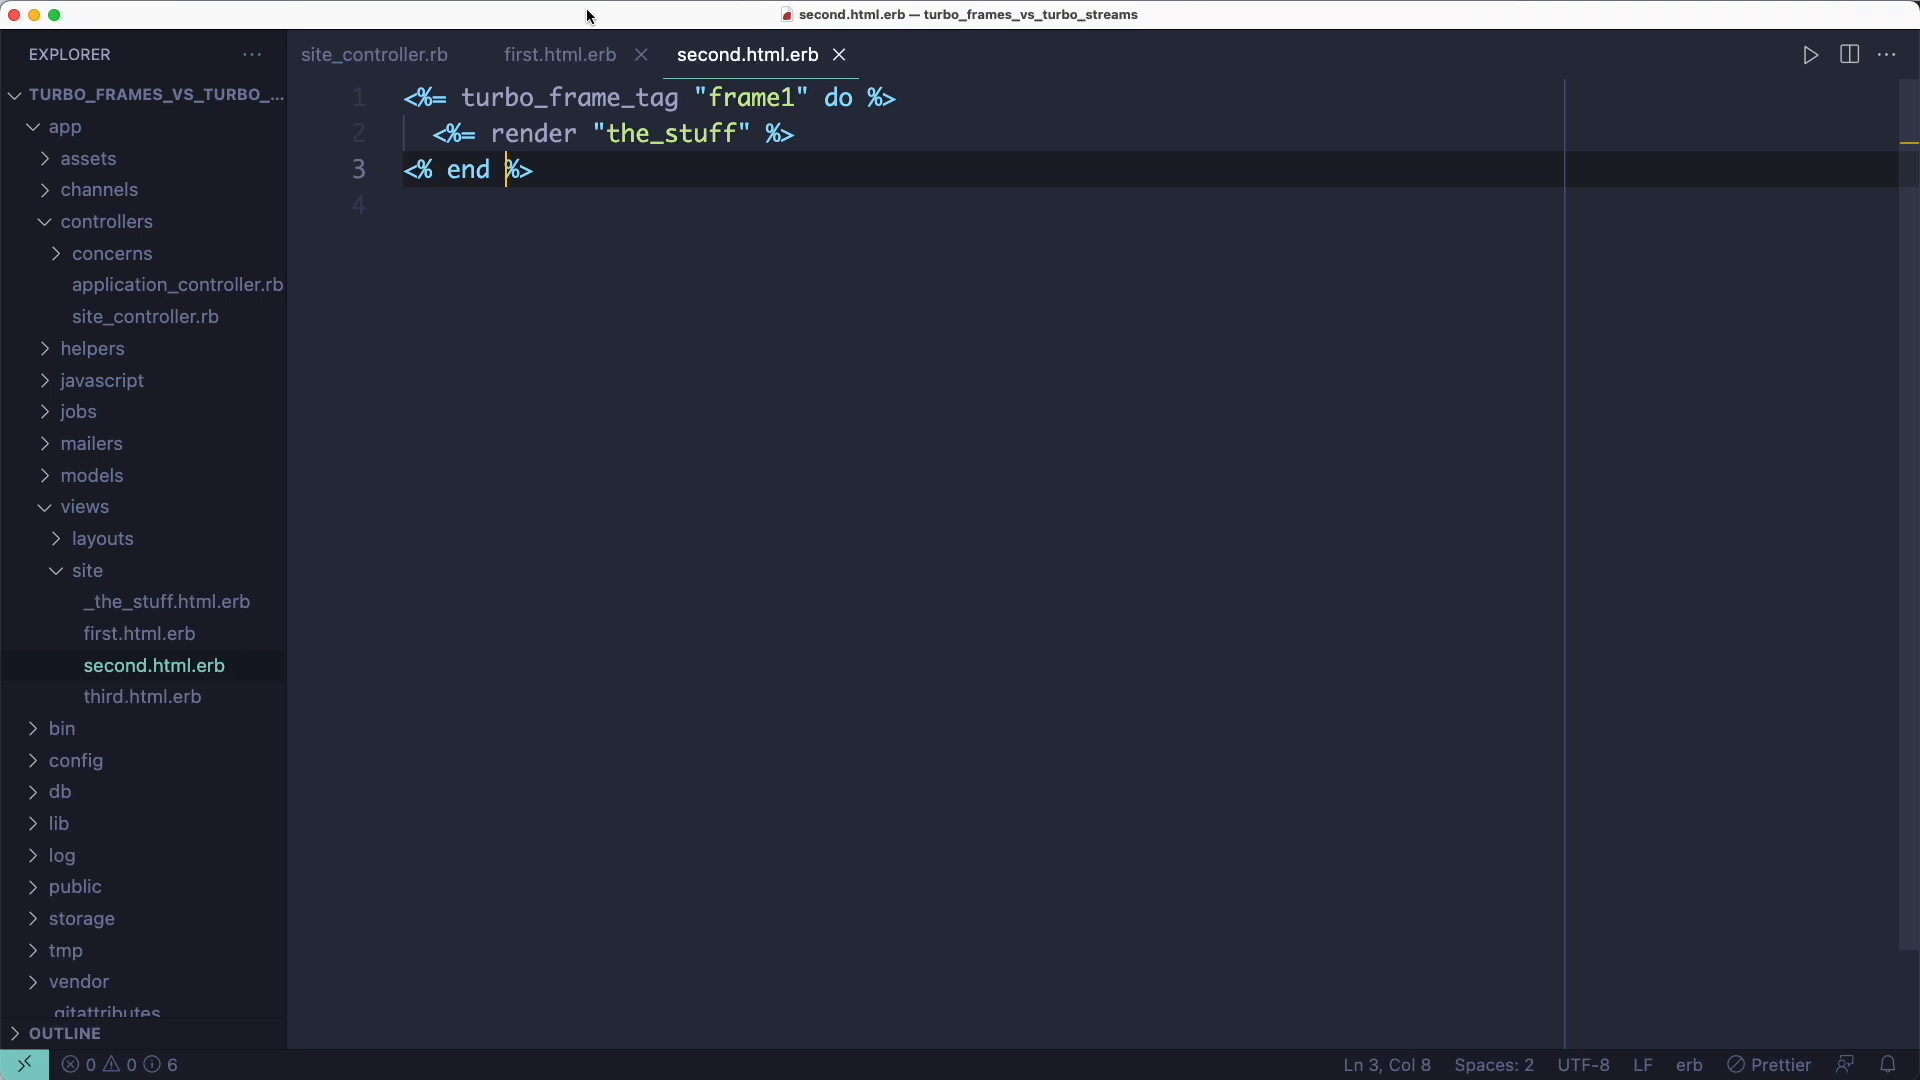 second.html.erb — turbo_frames_vs_turbo_streams
EXPLORER
site_controller.rb
first.html.erb
second.html.erb
TURBO_FRAMES_VS_TURBO_...
app
assets
channels
controllers
concerns
application_controller.rb
site_controller.rb
helpers
javascript
jobs
mailers
models
views
layouts
site
_the_stuff.html.erb
first.html.erb
second.html.erb
third.html.erb
bin
config
db
lib
log
public
storage
tmp
vendor
.gitattributes
OUTLINE
1 <%= turbo_frame_tag "frame1" do %>
2 <%= render "the_stuff" %>
3 <% end %>
4
0 0 6
Ln 3, Col 8 Spaces: 2 UTF-8 LF erb Prettier